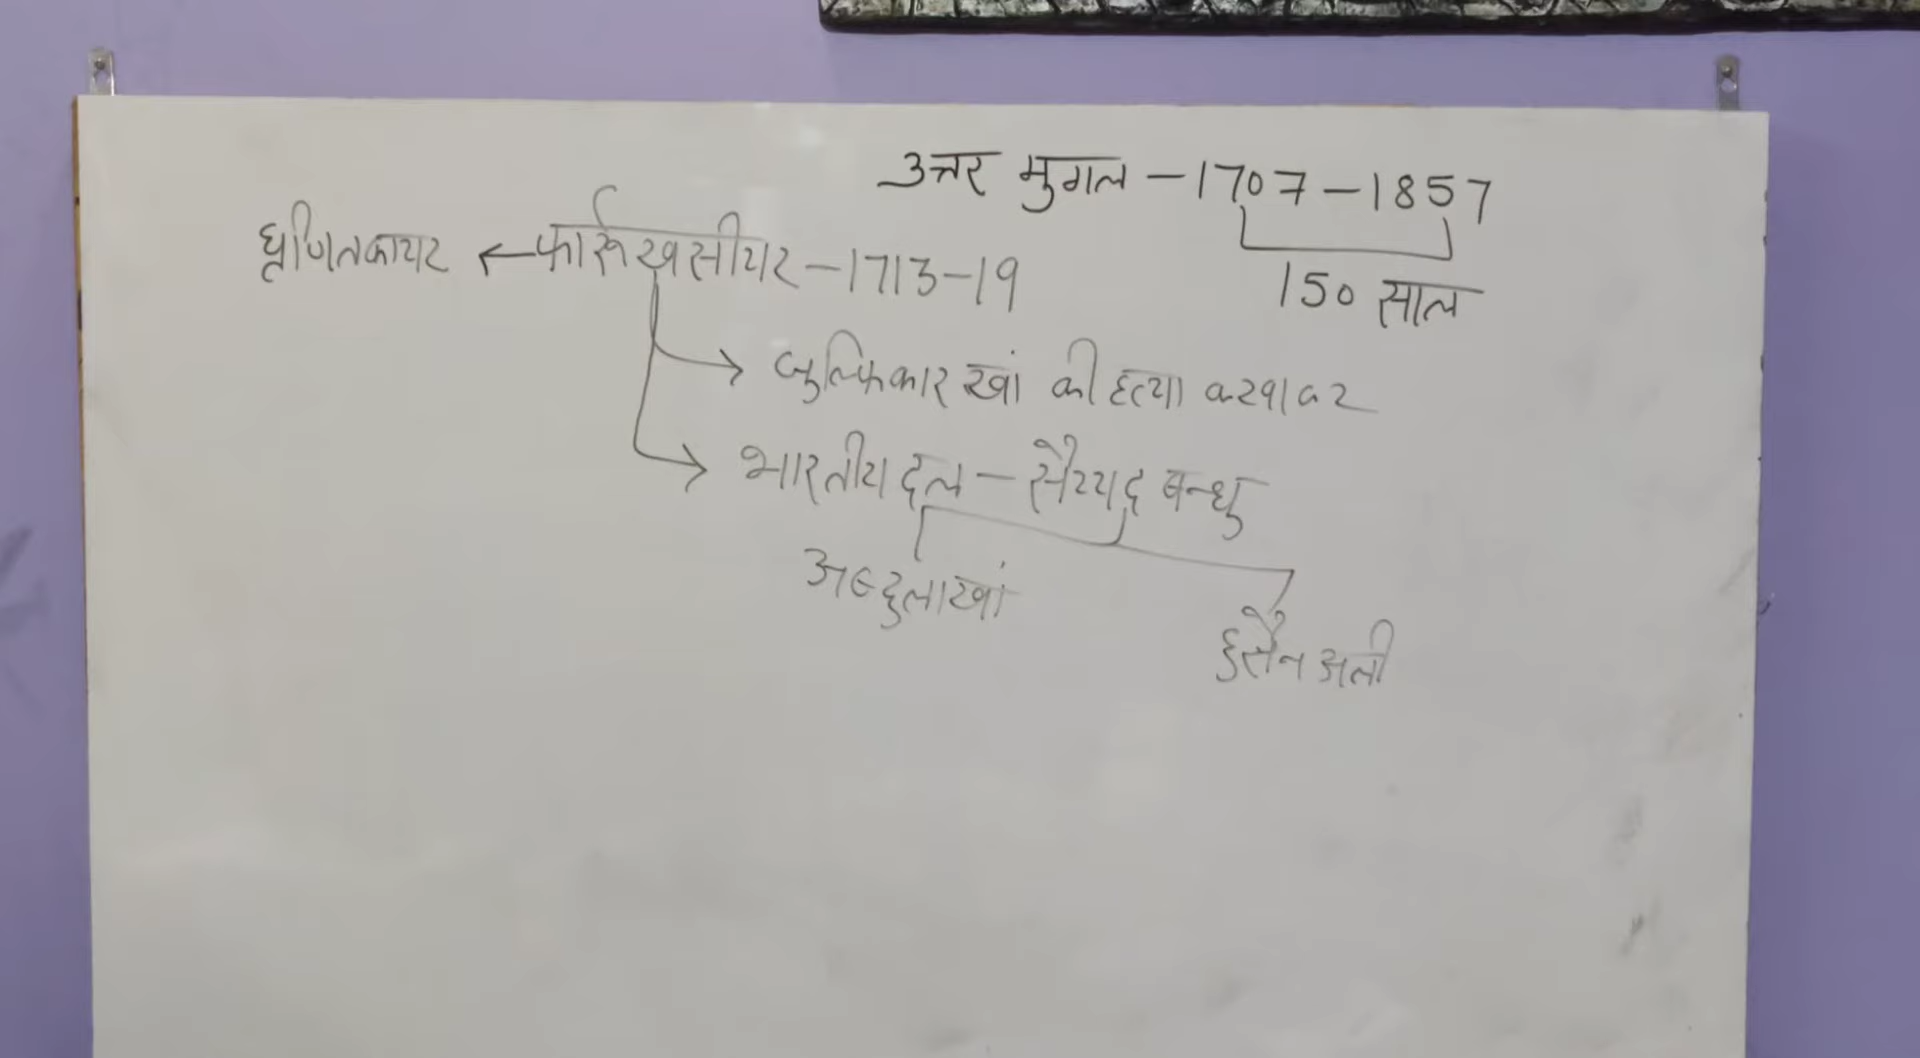 उत्तर मुगल - 1707 - 1857
150 साल
घृणित कायर ← फार्रूखसीयर - 1713-19
→ जुल्फिकार खां की हत्या करवाकर
→ भारतीय दल - सैय्यद बन्धु
अब्दुलाखां
हुसैन अली